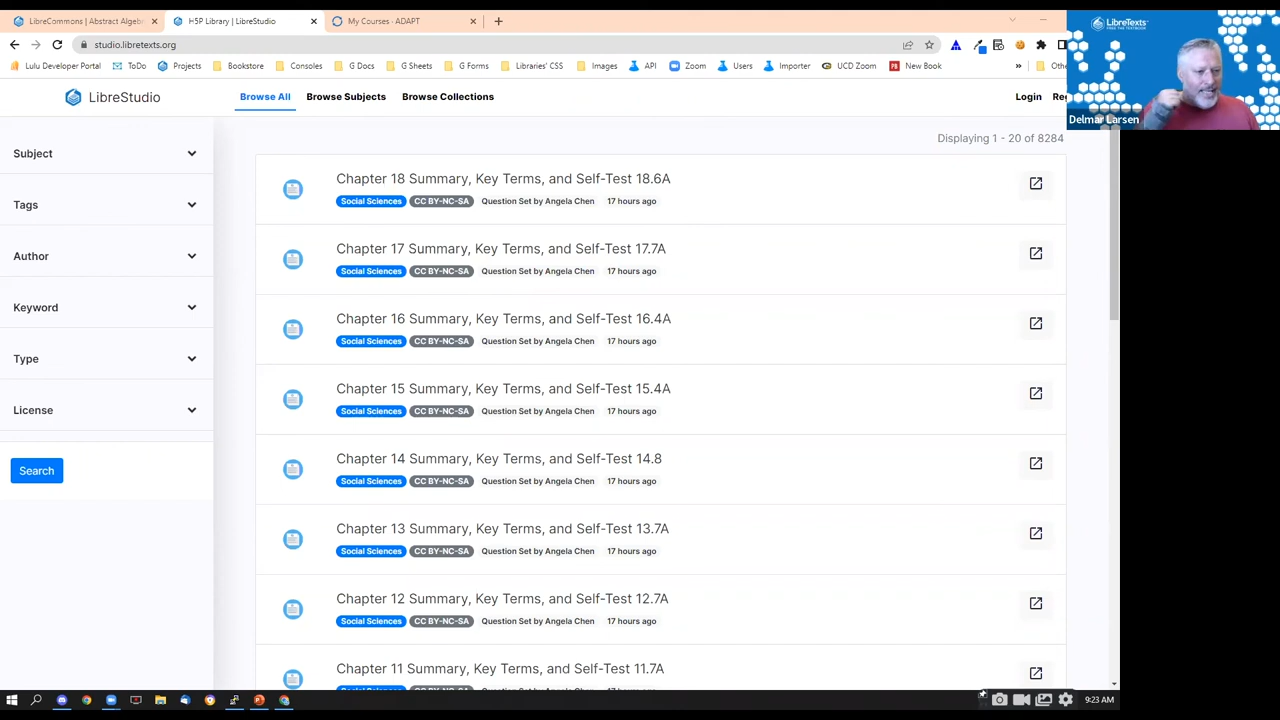 LibreCommons | Abstract Algeb
H5P Library | LibreStudio
My Courses - ADAPT
studio.libretexts.org
Lulu Developer Portal ToDo Projects Bookstore Consoles G Docs G Sheets G Forms Libraries' CSS Images API Zoom Users Importer UCD Zoom New Book » Oth
LibreTexts
FREE THE TEXTBOOK
Delmar Larsen
LibreStudio
Browse All Browse Subjects Browse Collections Login Re
Displaying 1 - 20 of 8284
Subject
Tags
Author
Keyword
Type
License
Search
Chapter 18 Summary, Key Terms, and Self-Test 18.6A
Social Sciences CC BY-NC-SA Question Set by Angela Chen 17 hours ago
Chapter 17 Summary, Key Terms, and Self-Test 17.7A
Social Sciences CC BY-NC-SA Question Set by Angela Chen 17 hours ago
Chapter 16 Summary, Key Terms, and Self-Test 16.4A
Social Sciences CC BY-NC-SA Question Set by Angela Chen 17 hours ago
Chapter 15 Summary, Key Terms, and Self-Test 15.4A
Social Sciences CC BY-NC-SA Question Set by Angela Chen 17 hours ago
Chapter 14 Summary, Key Terms, and Self-Test 14.8
Social Sciences CC BY-NC-SA Question Set by Angela Chen 17 hours ago
Chapter 13 Summary, Key Terms, and Self-Test 13.7A
Social Sciences CC BY-NC-SA Question Set by Angela Chen 17 hours ago
Chapter 12 Summary, Key Terms, and Self-Test 12.7A
Social Sciences CC BY-NC-SA Question Set by Angela Chen 17 hours ago
Chapter 11 Summary, Key Terms, and Self-Test 11.7A
9:23 AM